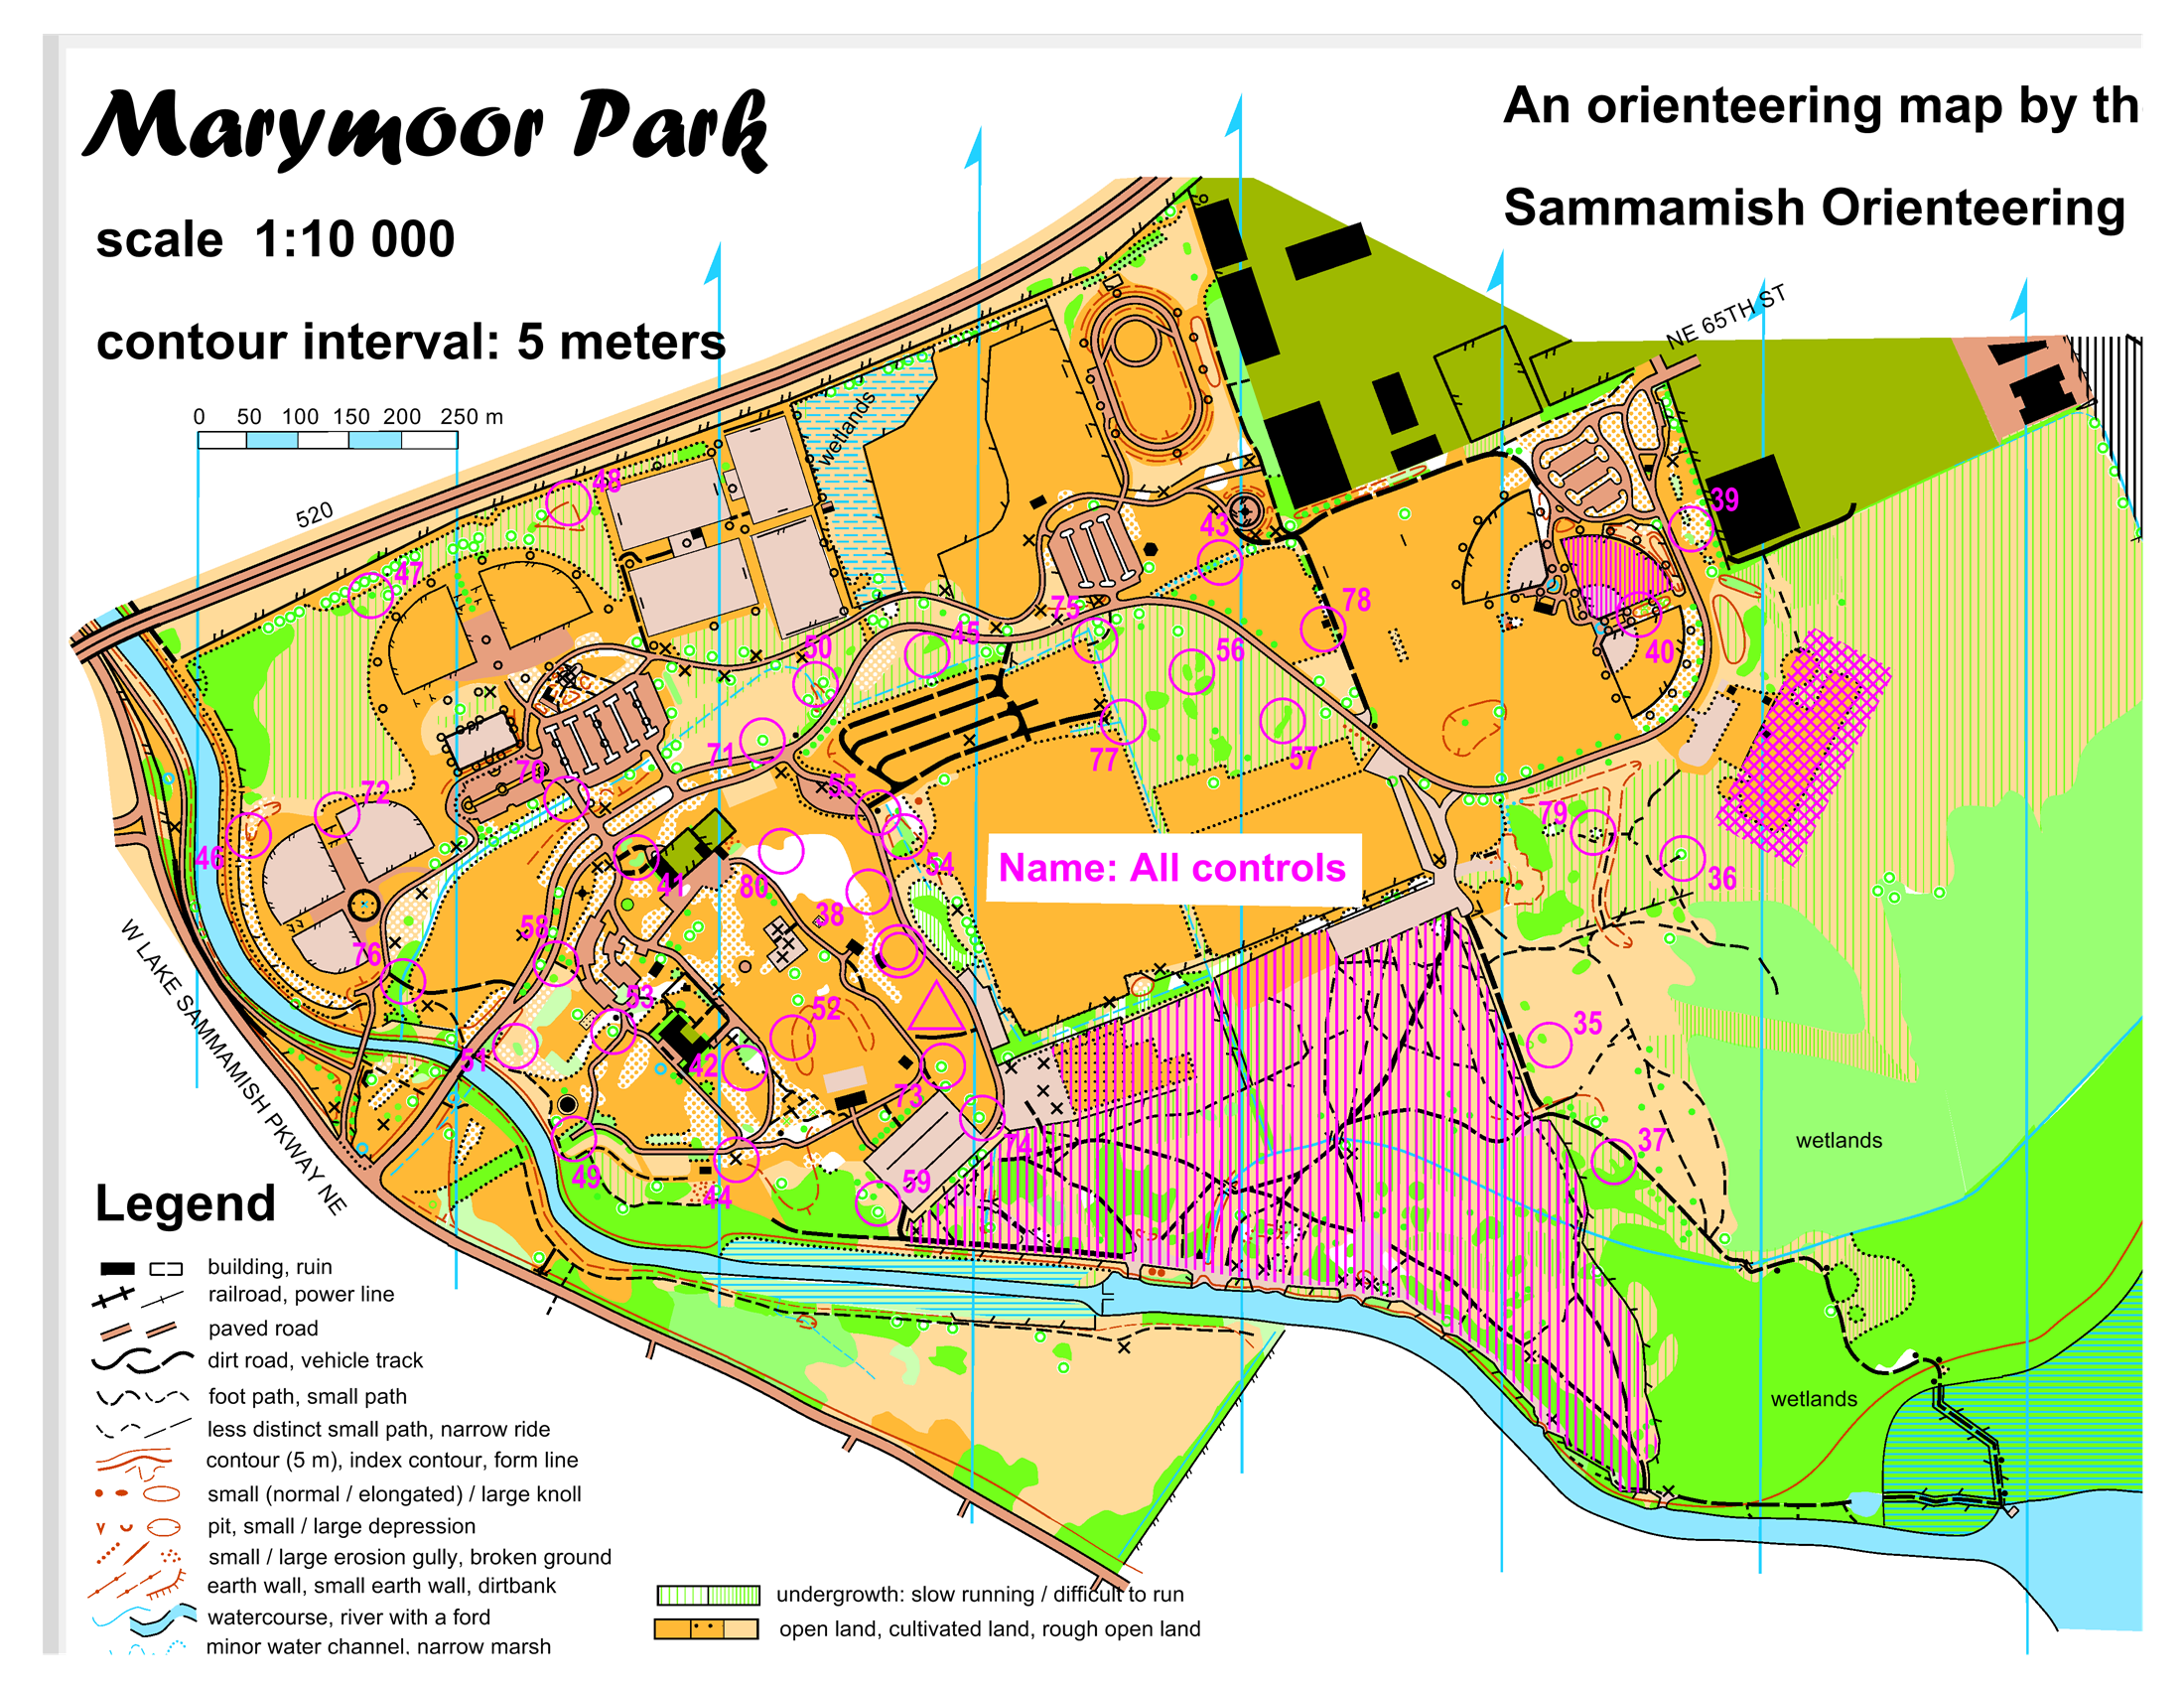 Marymoor Park
scale 1:10 000
contour interval: 5 meters
An orienteering map by th
Sammamish Orienteering
0 50 100 150 200 250 m
520
NE 65TH ST
wetlands
48
47
43
39
78
75
45
50
56
40
71
77
57
70
55
72
79
46
54
Name: All controls
36
41
80
38
58
76
W LAKE SAMMAMISH PKWAY NE
53
52
35
51
42
73
74
37
wetlands
49
44
59
wetlands
Legend
building, ruin
railroad, power line
paved road
dirt road, vehicle track
foot path, small path
less distinct small path, narrow ride
contour (5 m), index contour, form line
small (normal / elongated) / large knoll
pit, small / large depression
small / large erosion gully, broken ground
earth wall, small earth wall, dirtbank
watercourse, river with a ford
minor water channel, narrow marsh
undergrowth: slow running / difficult to run
open land, cultivated land, rough open land